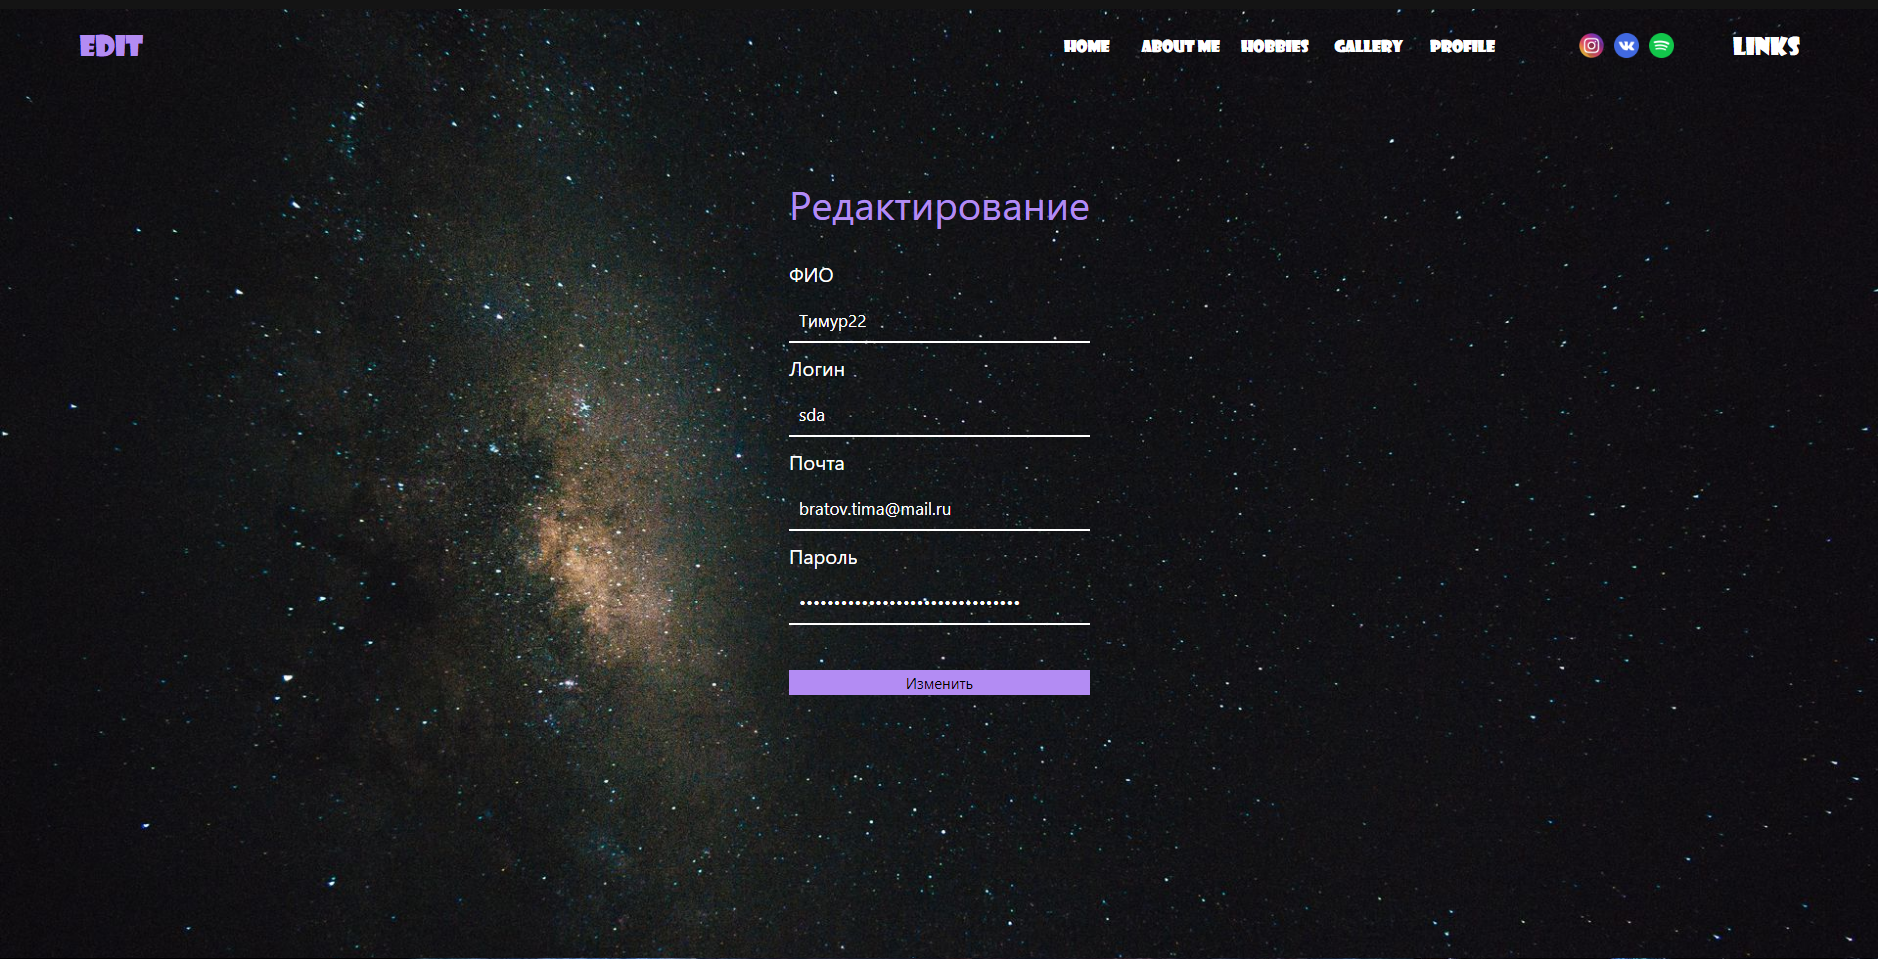 EDIT
HOME ABOUT ME HOBBIES GALLERY PROFILE LINKS
Редактирование
ФИО
Тимур22
Логин
sda
Почта
bratov.tima@mail.ru
Пароль
••••••••••••••••••••••••••••••••
Изменить